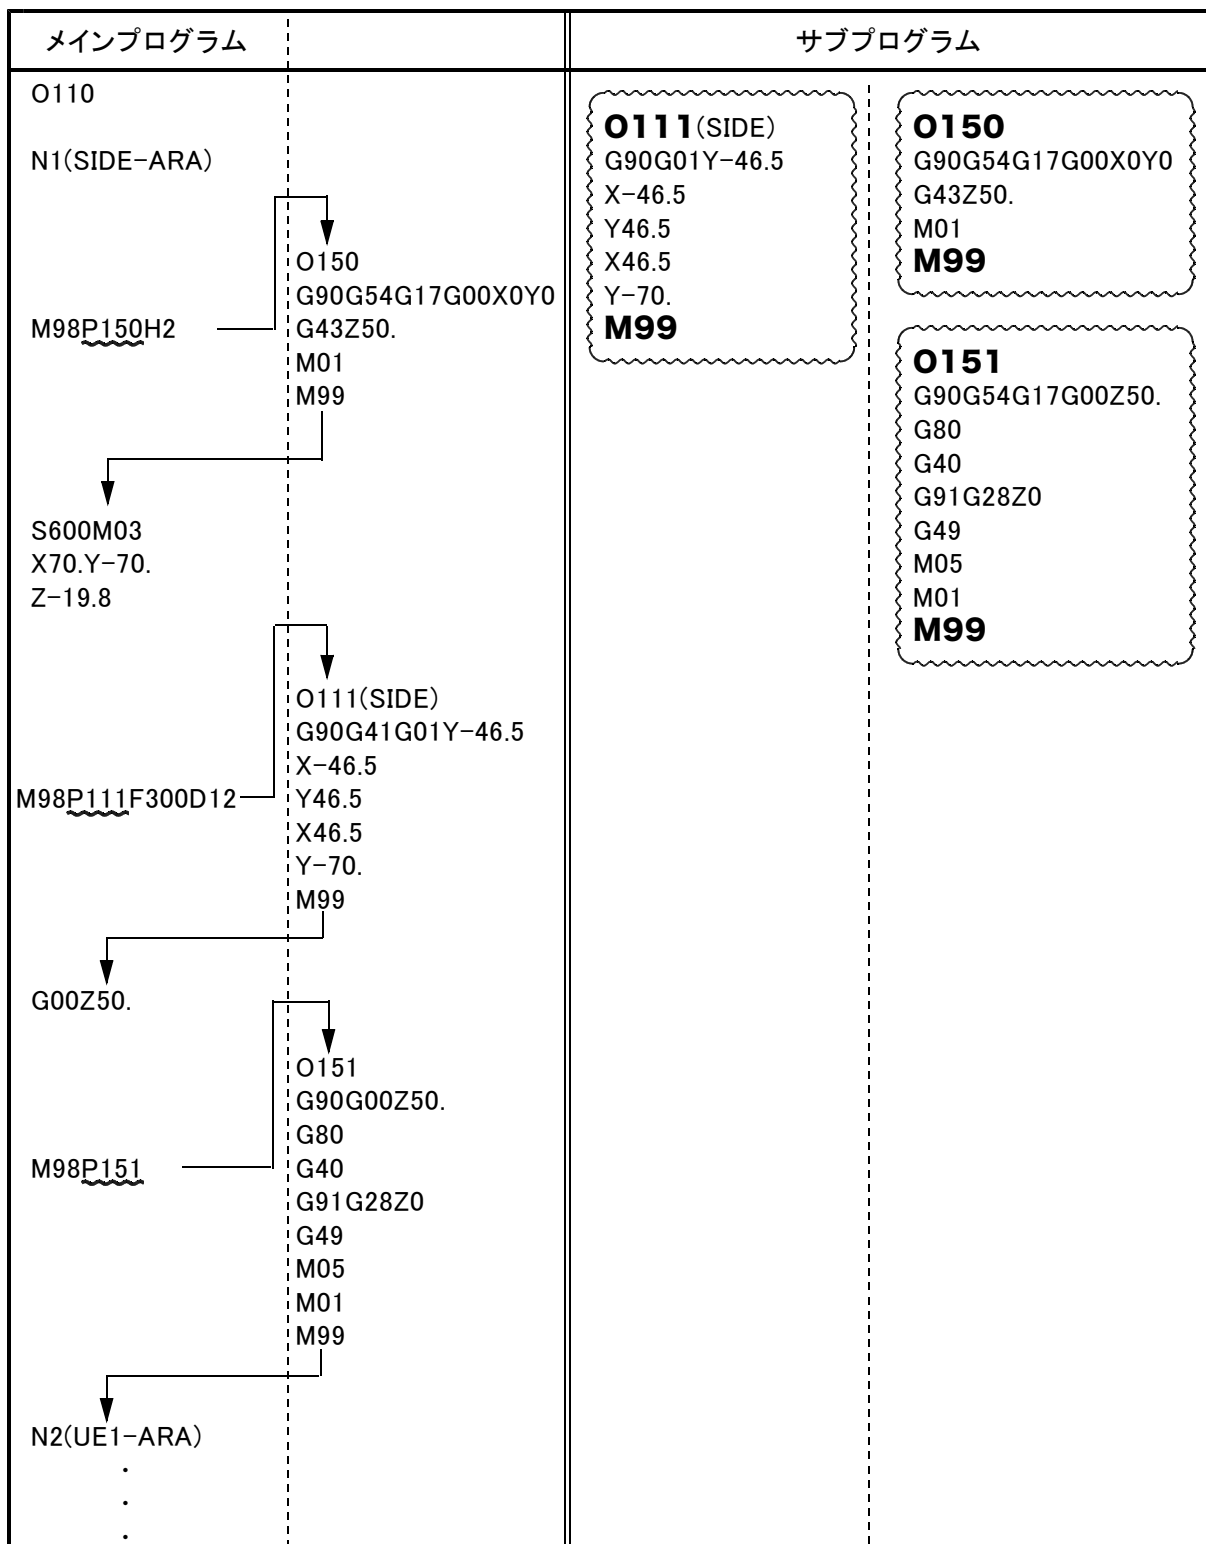 メインプログラム
サブプログラム
O110
N1(SIDE-ARA)
O150
G90G54G17G00X0Y0
M98P150H2
G43Z50.
M01
M99
S600M03
X70.Y-70.
Z-19.8
O111(SIDE)
G90G41G01Y-46.5
X-46.5
M98P111F300D12
Y46.5
X46.5
Y-70.
M99
G00Z50.
O151
G90G00Z50.
G80
M98P151
G40
G91G28Z0
G49
M05
M01
M99
N2(UE1-ARA)
・
・
・
O111(SIDE)
G90G01Y-46.5
X-46.5
Y46.5
X46.5
Y-70.
M99
O150
G90G54G17G00X0Y0
G43Z50.
M01
M99
O151
G90G54G17G00Z50.
G80
G40
G91G28Z0
G49
M05
M01
M99